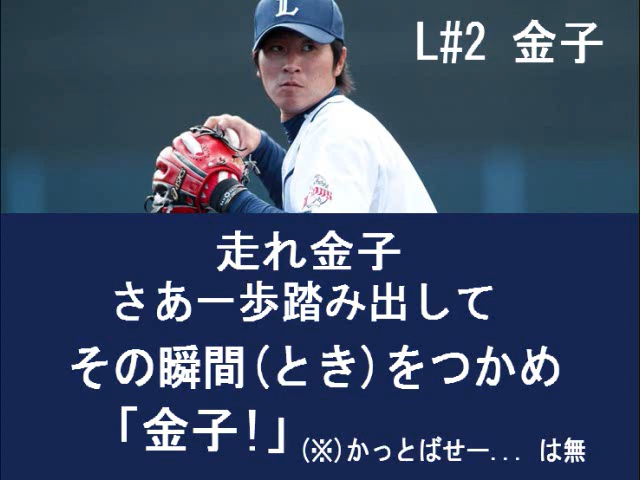 L
L#2 金子
走れ金子
さあ一歩踏み出して
その瞬間(とき)をつかめ
「金子!」
(※)かっとばせー... は無